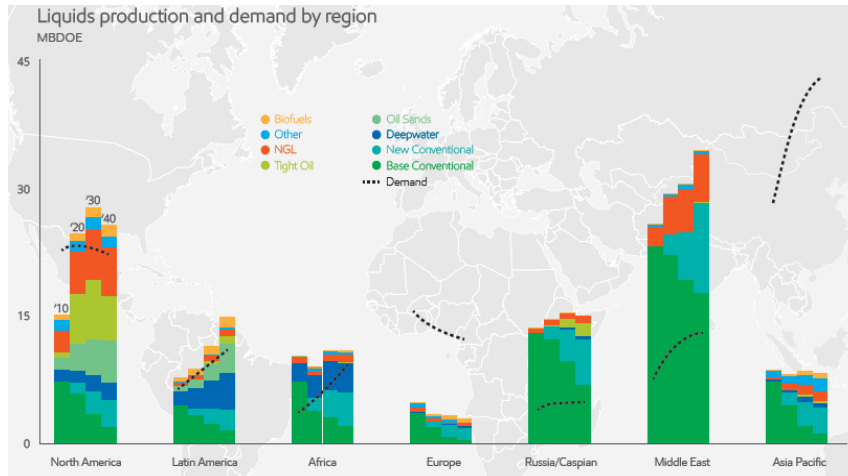 Liquids production and demand by region
MBDOE
45
30
15
0
Biofuels
Other
NGL
Tight Oil
Oil Sands
Deepwater
New Conventional
Base Conventional
Demand
'10
'20
'30
'40
North America
Latin America
Africa
Europe
Russia/Caspian
Middle East
Asia Pacific